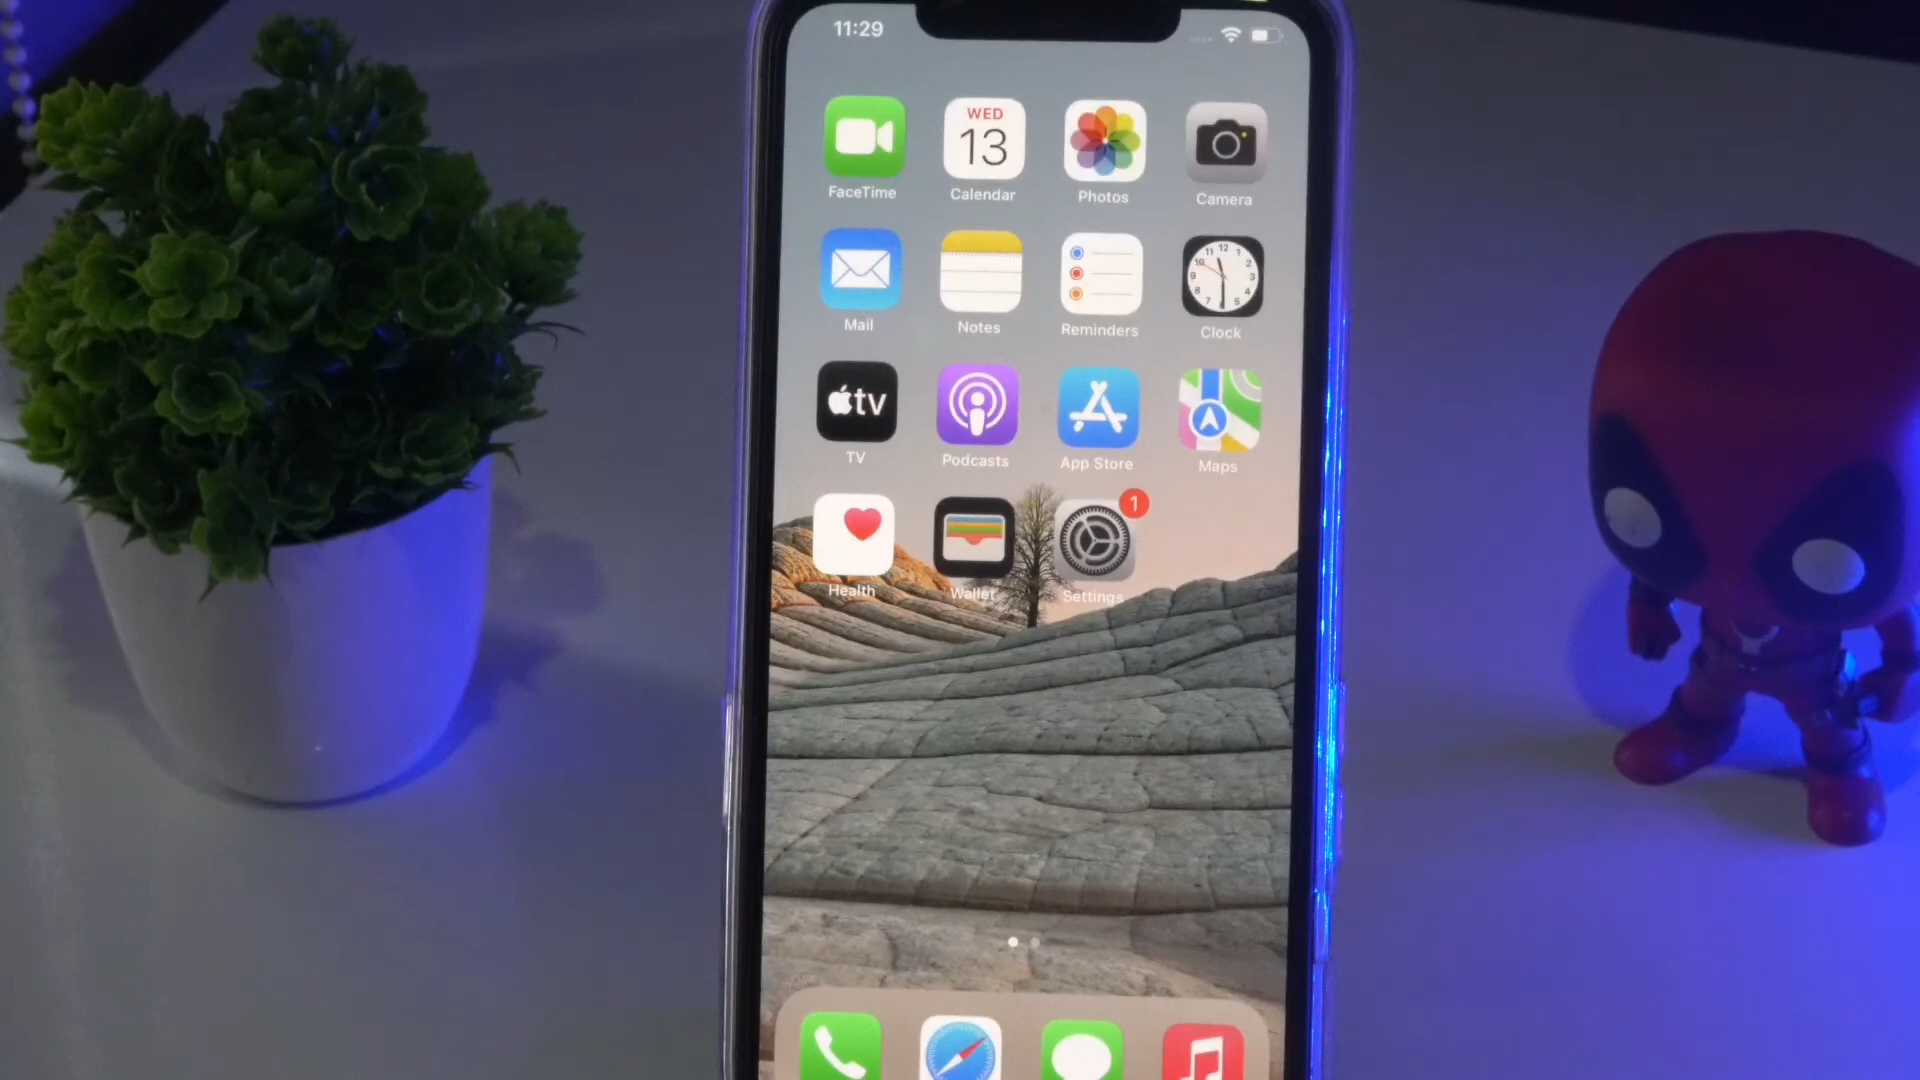 11:29
WED
13
FaceTime
Calendar
Photos
Camera
Mail
Notes
Reminders
Clock
tv
TV
Podcasts
App Store
Maps
1
Health
Wallet
Settings